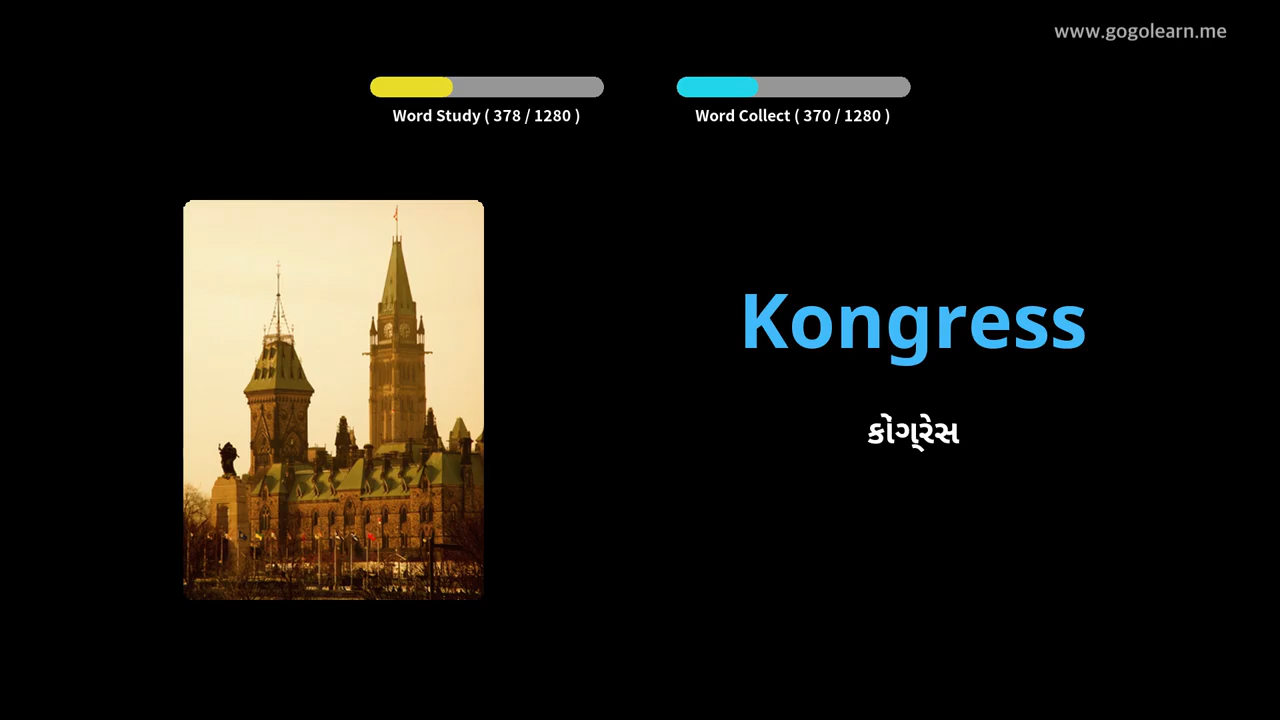 www.gogolearn.me
Word Study ( 378 / 1280 )
Word Collect ( 370 / 1280 )
Kongress
કોંગ્રેસ